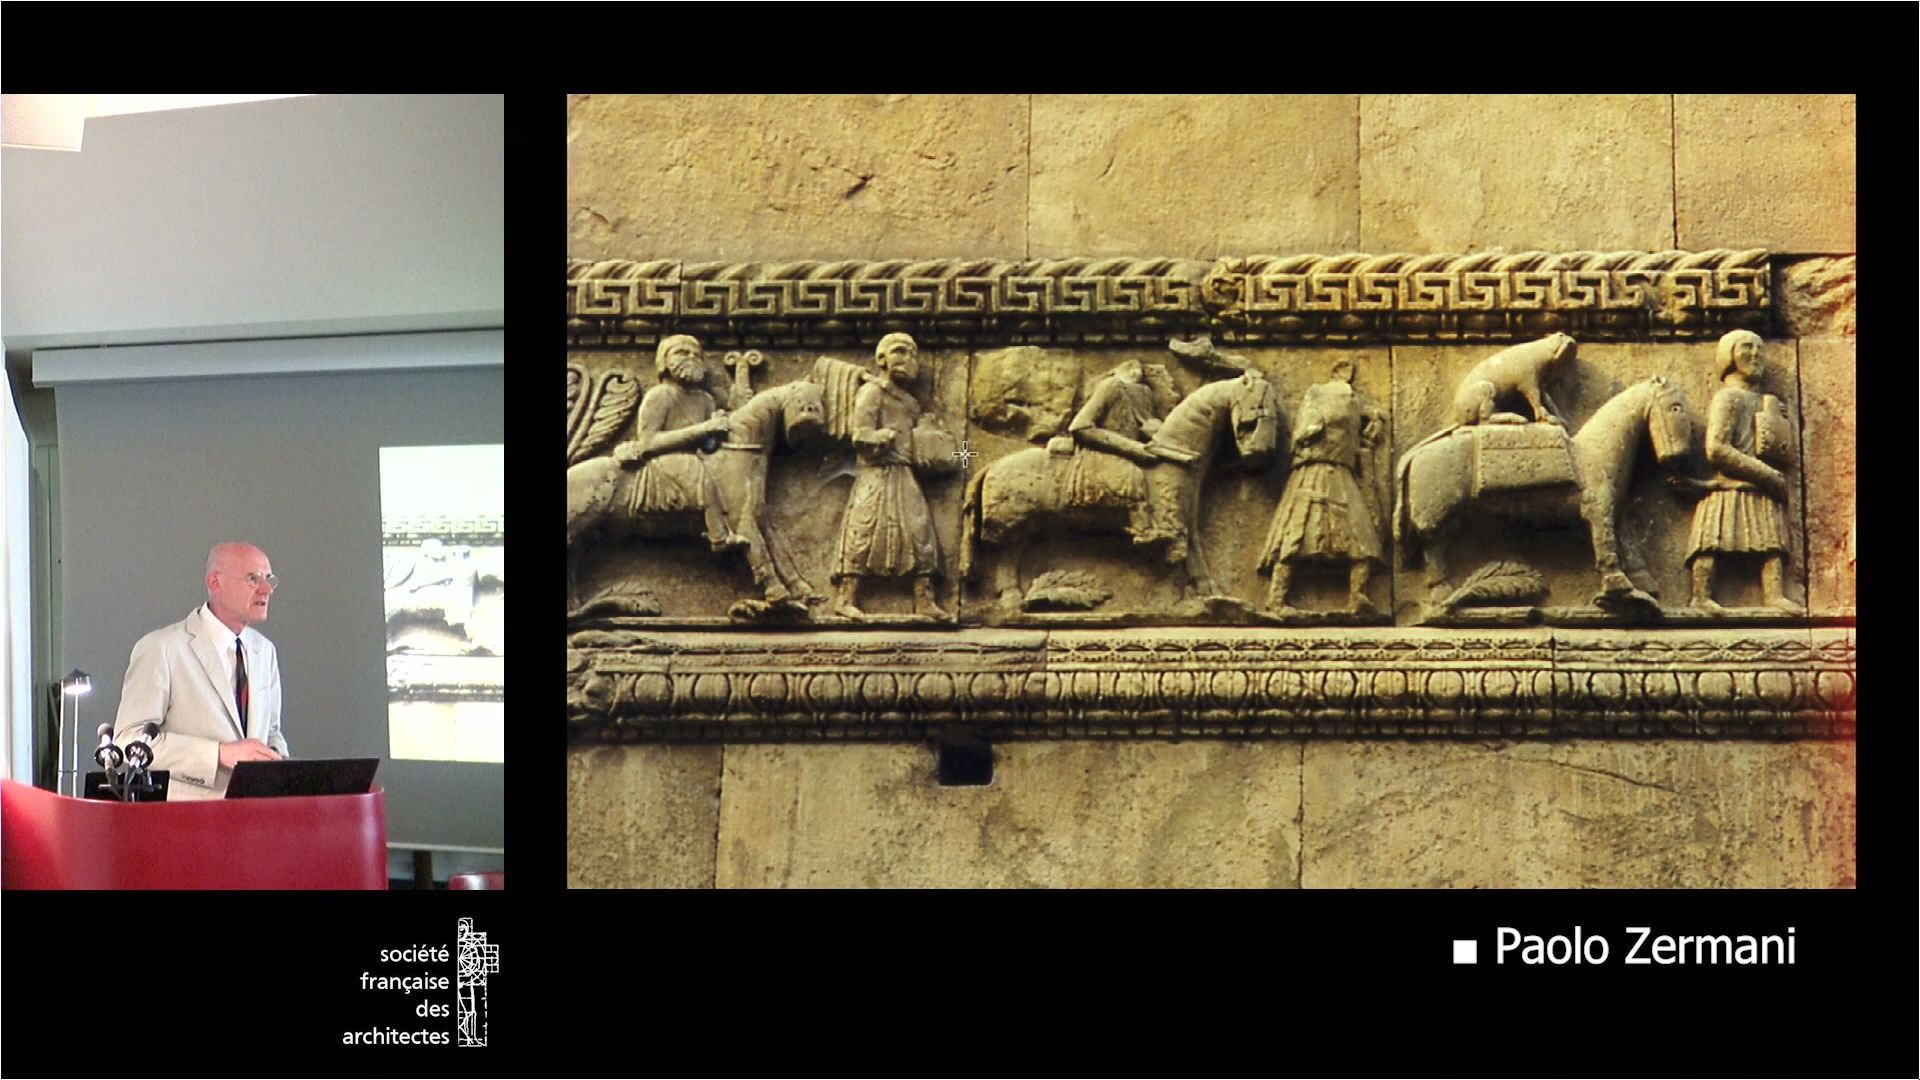 société
française
des
architectes
Paolo Zermani